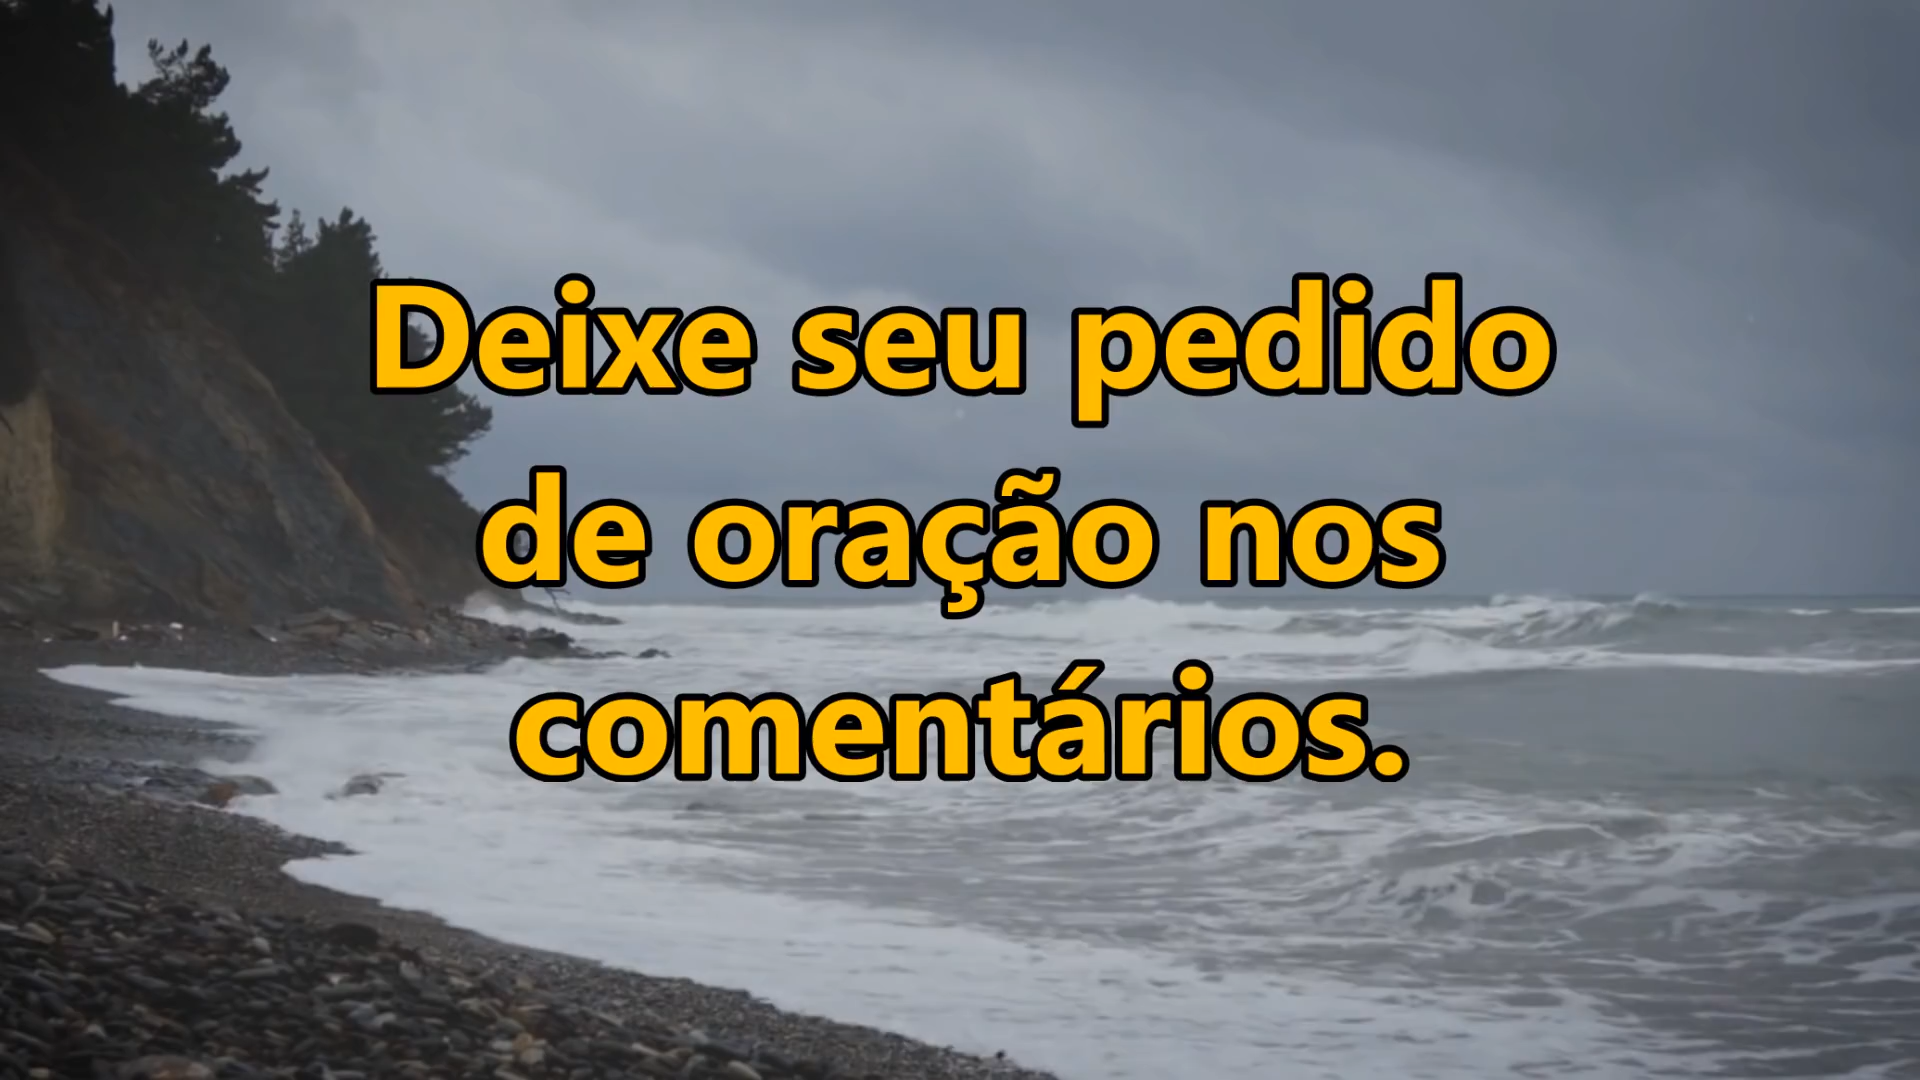 Deixe seu pedido
de oração nos
comentários.